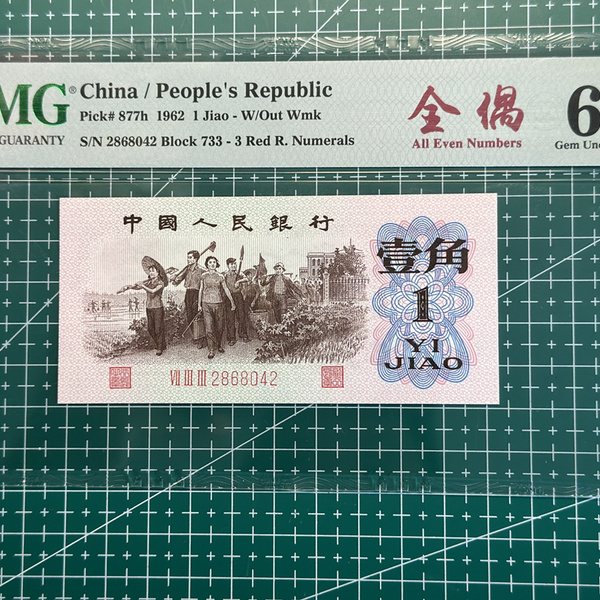 MG® China / People's Republic
GUARANTY Pick# 877h 1962 1 Jiao - W/Out Wmk
S/N 2868042 Block 733 - 3 Red R. Numerals
全偶
All Even Numbers
6
Gem Unc
中國人民銀行
壹角
1
YI
JIAO
VII III III 2868042